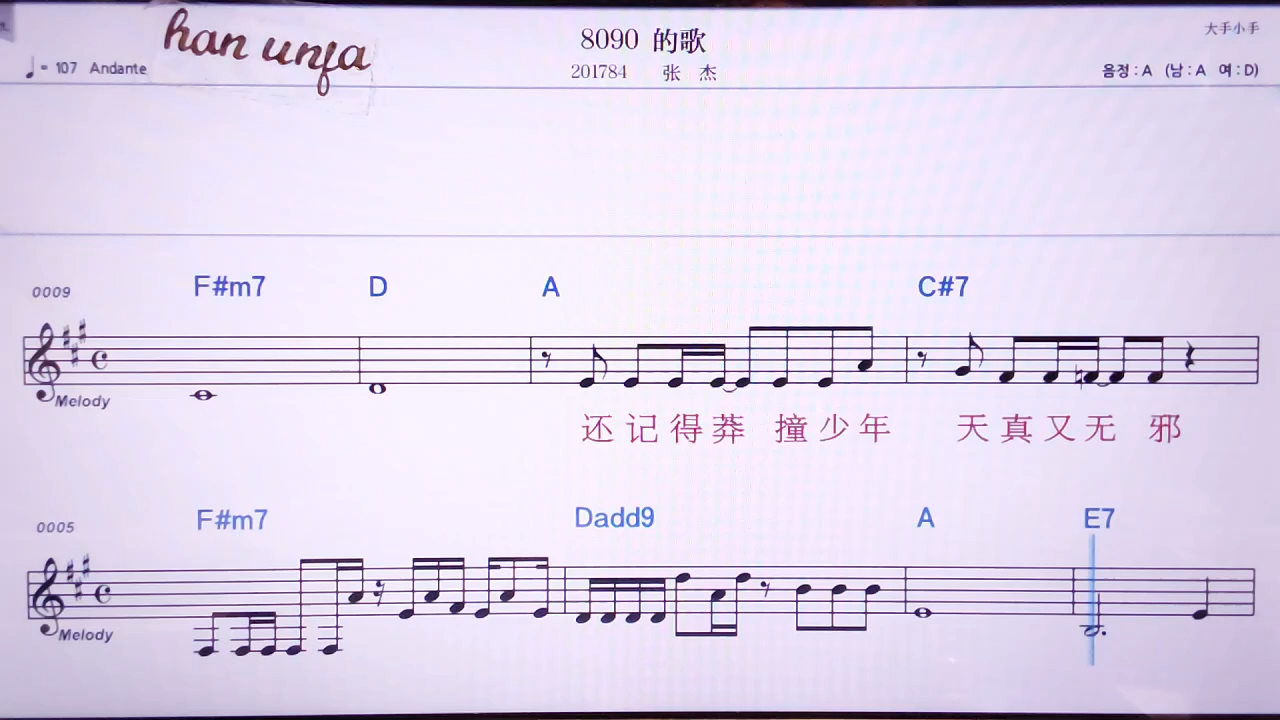 han unja
8090 的歌
大手小手
♩= 107 Andante
201784 张 杰
음정 : A (남 : A 여 : D)
F#m7 D A C#7
0009
Melody
还记得莽 撞少年 天真又无 邪
F#m7 Dadd9 A E7
0005
Melody